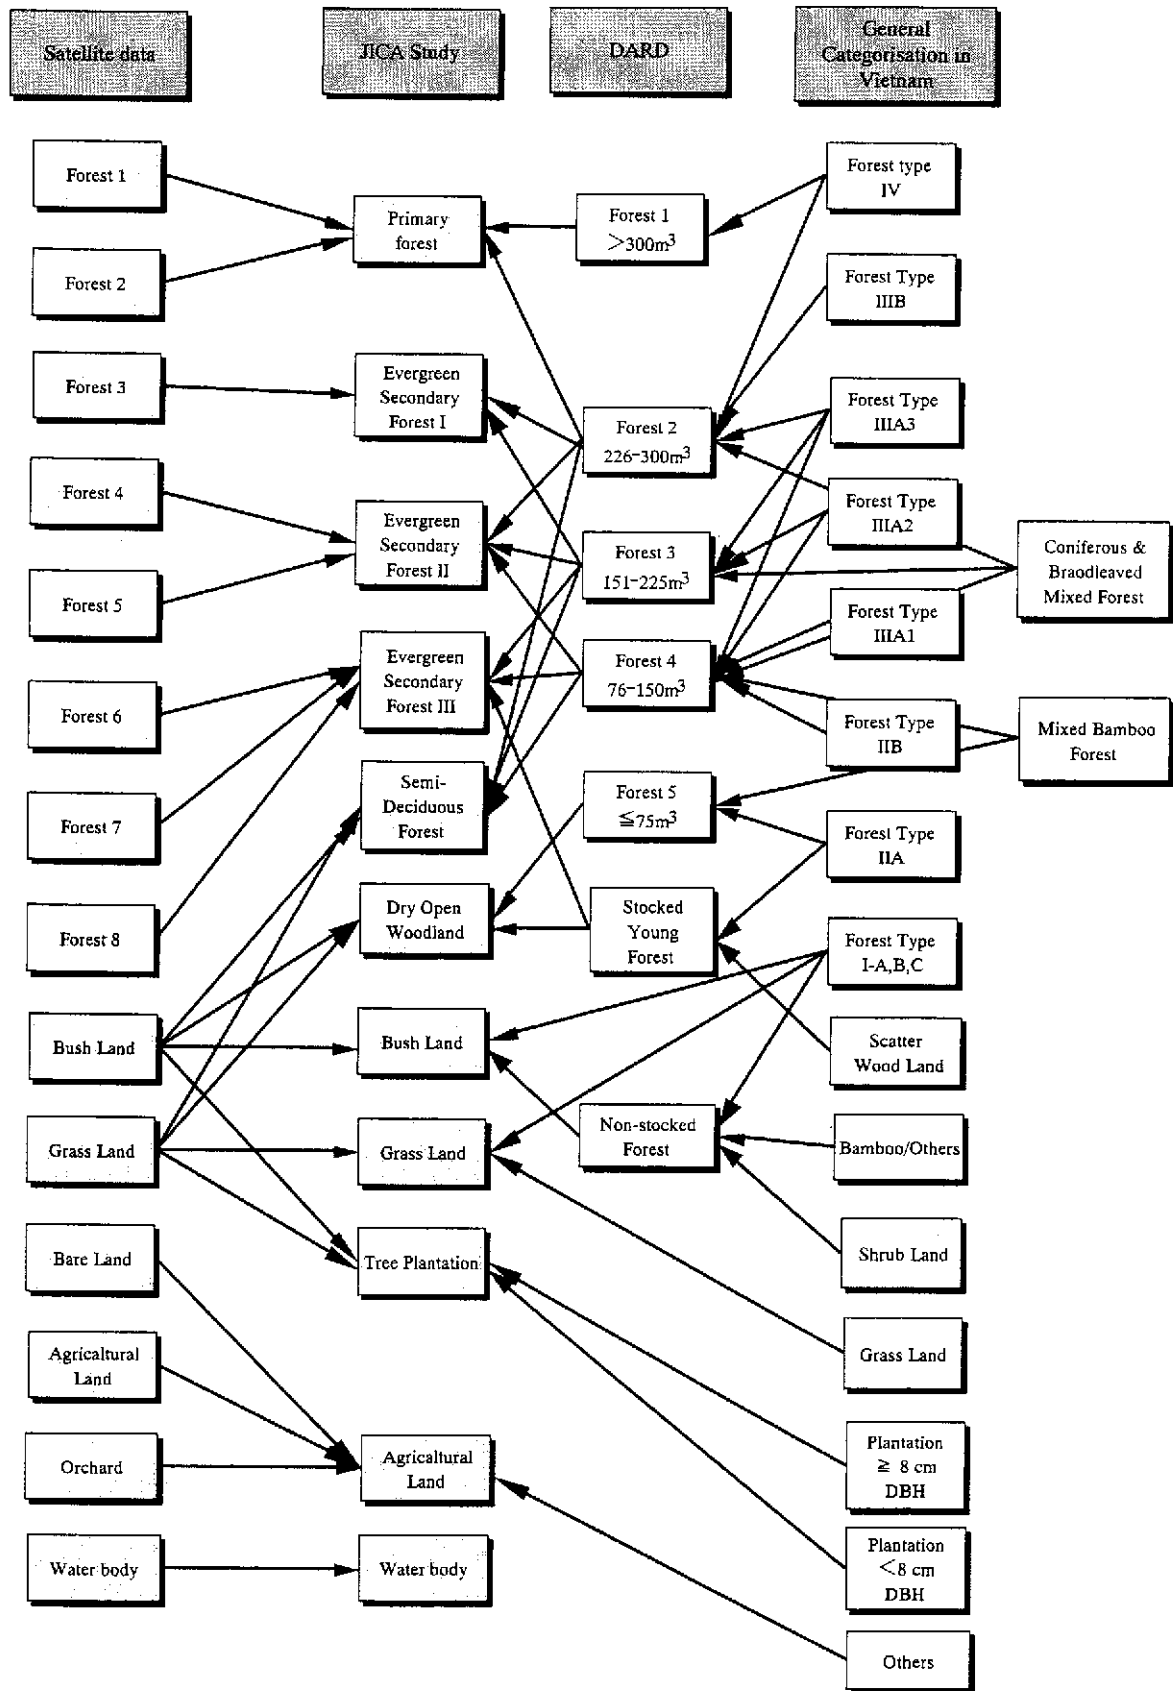 Satellite data
JICA Study
DARD
General
Categorisation in
Vietnam
Forest 1
Forest 2
Forest 3
Forest 4
Forest 5
Forest 6
Forest 7
Forest 8
Bush Land
Grass Land
Bare Land
Agricaltural
Land
Orchard
Water body
Primary
forest
Evergreen
Secondary
Forest I
Evergreen
Secondary
Forest II
Evergreen
Secondary
Forest III
Semi-
Deciduous
Forest
Dry Open
Woodland
Bush Land
Grass Land
Tree Plantation
Agricaltural
Land
Water body
Forest 1
＞300m³
Forest 2
226-300m³
Forest 3
151-225m³
Forest 4
76-150m³
Forest 5
≦75m³
Stocked
Young
Forest
Non-stocked
Forest
Forest type
IV
Forest Type
IIIB
Forest Type
IIIA3
Forest Type
IIIA2
Forest Type
IIIA1
Forest Type
IIB
Forest Type
IIA
Forest Type
I-A,B,C
Scatter
Wood Land
Bamboo/Others
Shrub Land
Grass Land
Plantation
≧ 8 cm
DBH
Plantation
＜8 cm
DBH
Others
Coniferous &
Braodleaved
Mixed Forest
Mixed Bamboo
Forest